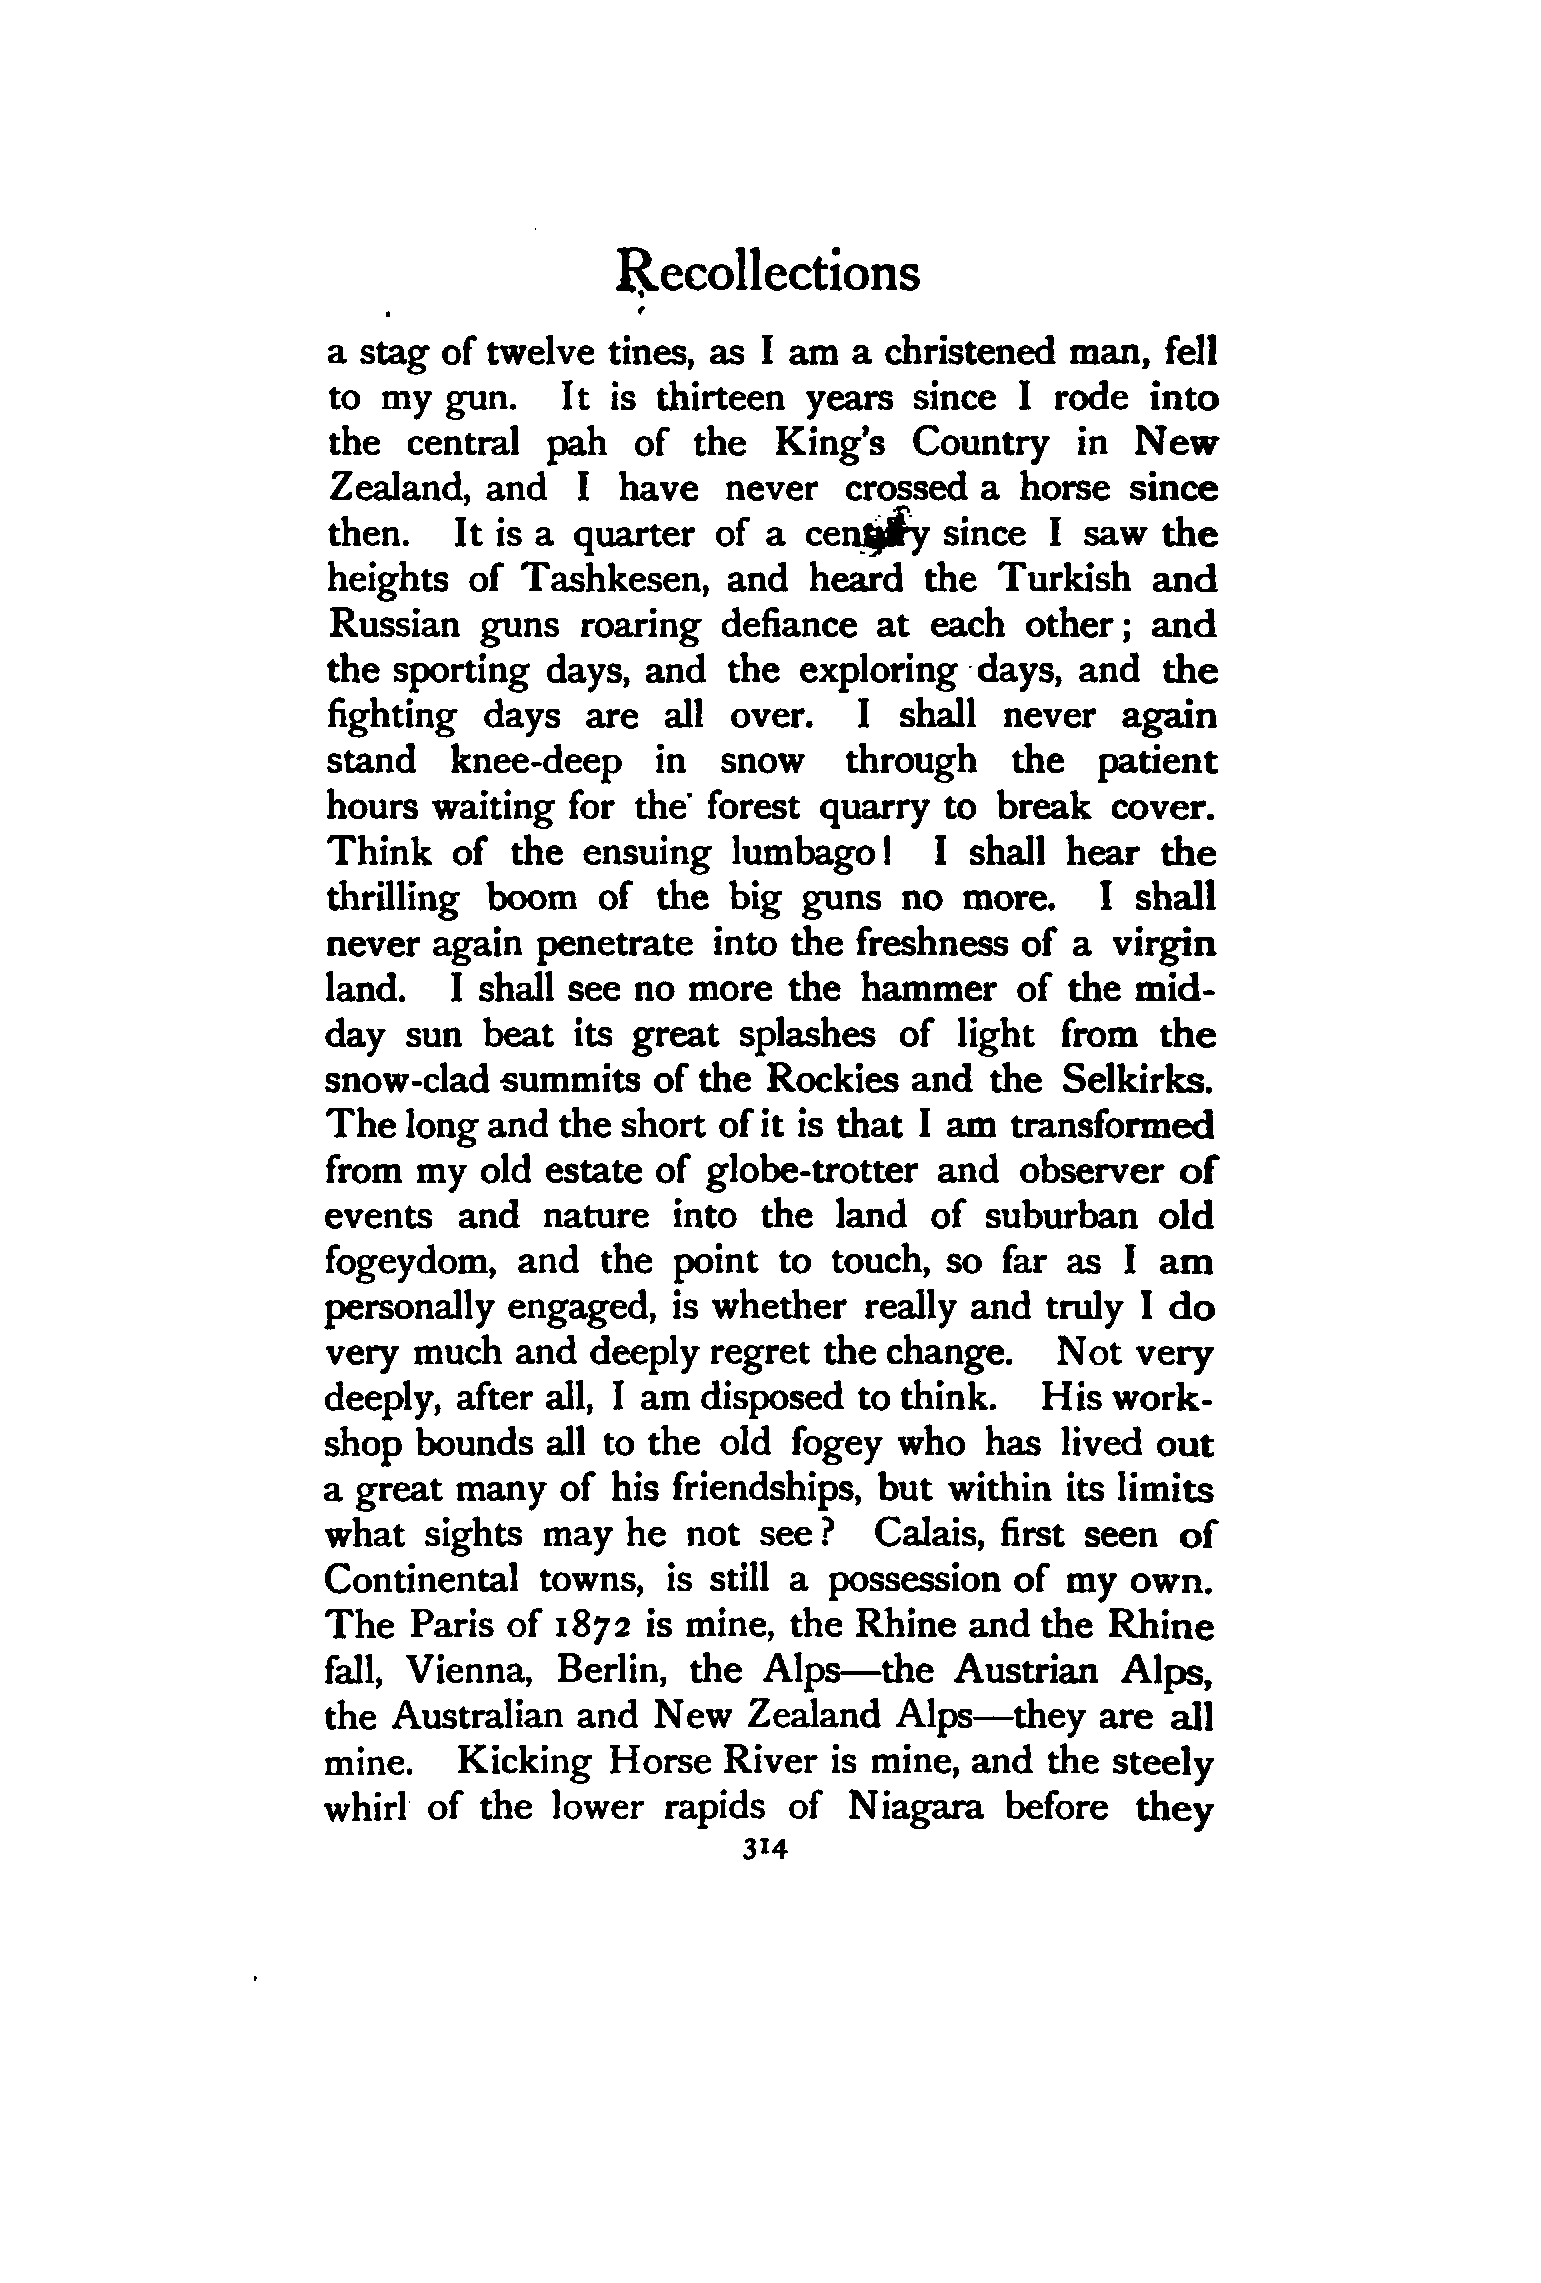 Recollections
a stag of twelve tines, as I am a christened man, fell
to my gun. It is thirteen years since I rode into
the central pah of the King's Country in New
Zealand, and I have never crossed a horse since
then. It is a quarter of a century since I saw the
heights of Tashkesen, and heard the Turkish and
Russian guns roaring defiance at each other; and
the sporting days, and the exploring days, and the
fighting days are all over. I shall never again
stand knee-deep in snow through the patient
hours waiting for the forest quarry to break cover.
Think of the ensuing lumbago! I shall hear the
thrilling boom of the big guns no more. I shall
never again penetrate into the freshness of a virgin
land. I shall see no more the hammer of the mid-
day sun beat its great splashes of light from the
snow-clad summits of the Rockies and the Selkirks.
The long and the short of it is that I am transformed
from my old estate of globe-trotter and observer of
events and nature into the land of suburban old
fogeydom, and the point to touch, so far as I am
personally engaged, is whether really and truly I do
very much and deeply regret the change. Not very
deeply, after all, I am disposed to think. His work-
shop bounds all to the old fogey who has lived out
a great many of his friendships, but within its limits
what sights may he not see? Calais, first seen of
Continental towns, is still a possession of my own.
The Paris of 1872 is mine, the Rhine and the Rhine
fall, Vienna, Berlin, the Alps—the Austrian Alps,
the Australian and New Zealand Alps—they are all
mine. Kicking Horse River is mine, and the steely
whirl of the lower rapids of Niagara before they
314